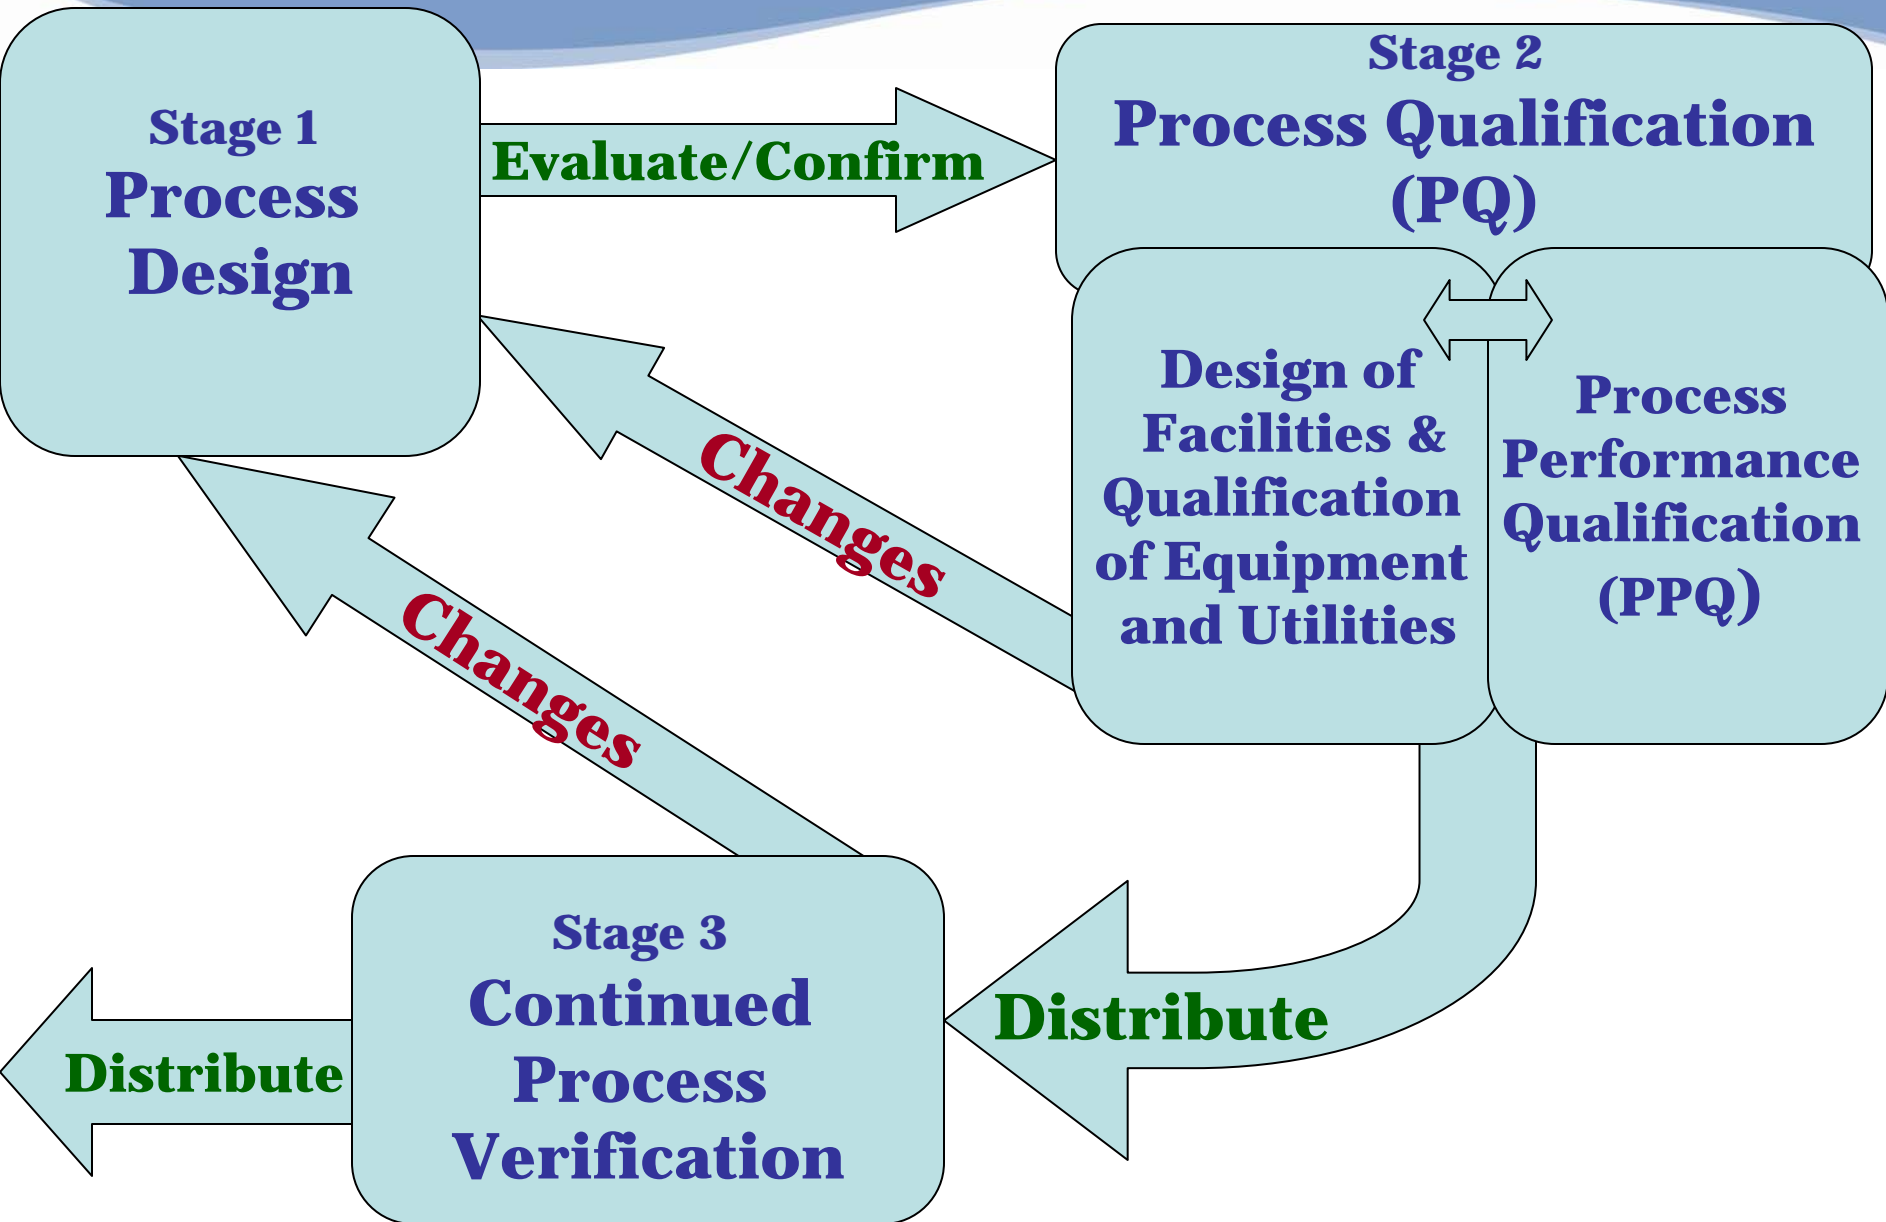 Stage 1
Process
Design
Evaluate/Confirm
Stage 2
Process Qualification
(PQ)
Design of
Facilities &
Qualification
of Equipment
and Utilities
Process
Performance
Qualification
(PPQ)
Changes
Changes
Stage 3
Continued
Process
Verification
Distribute
Distribute